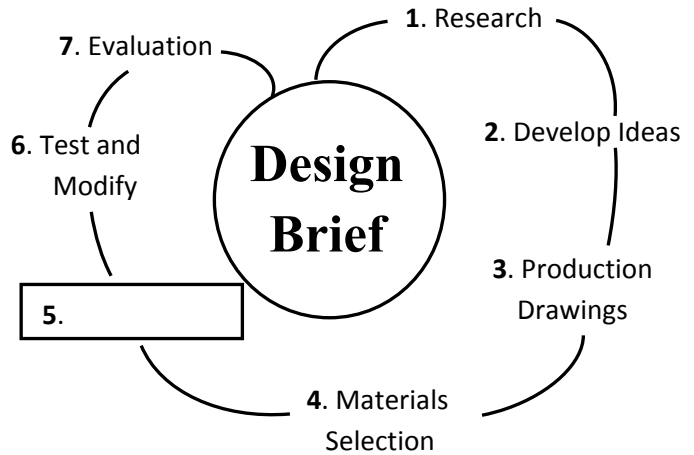 Design
Brief
1. Research
2. Develop Ideas
3. Production
Drawings
4. Materials
Selection
5.
6. Test and
Modify
7. Evaluation